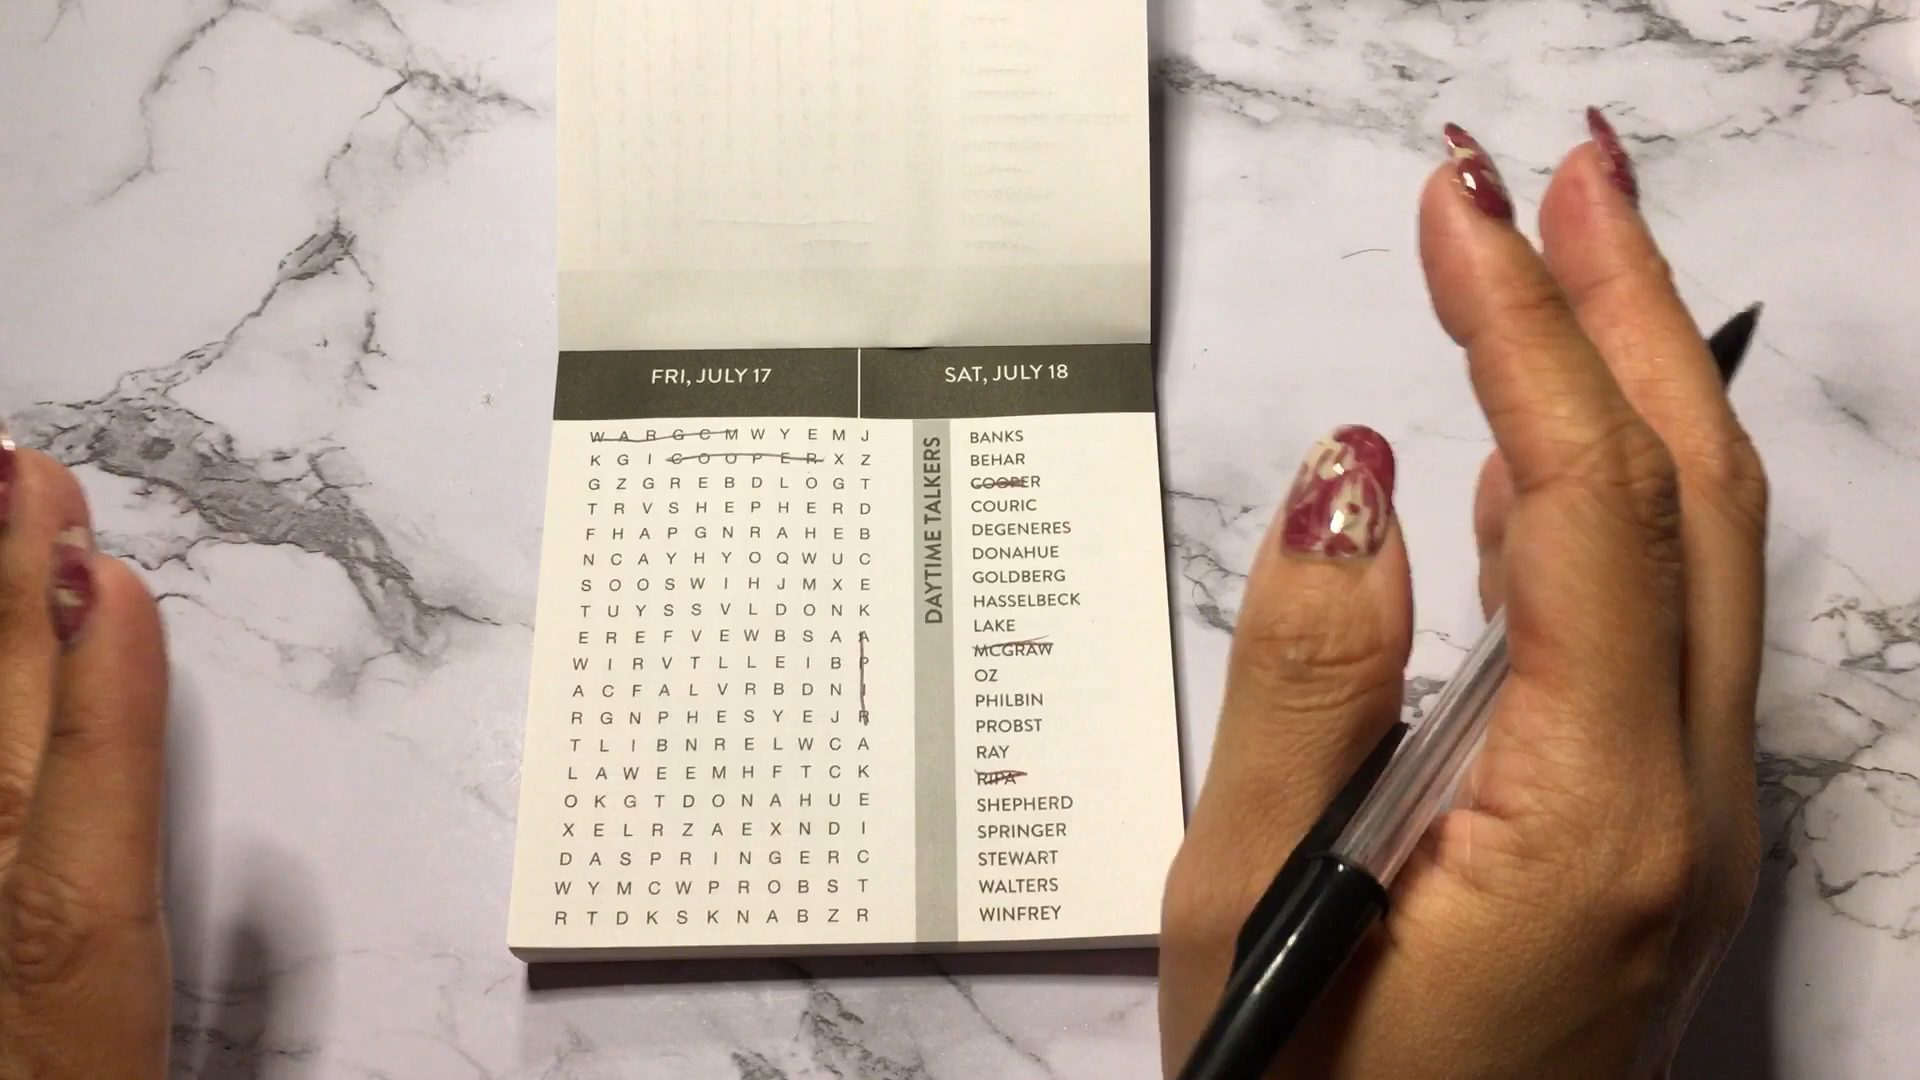 FRI, JULY 17
SAT, JULY 18
W A R G C M W Y E M J
K G I C O O P E R X Z
G Z G R E B D L O G T
T R V S H E P H E R D
F H A P G N R A H E B
N C A Y H Y O Q W U C
S O O S W I H J M X E
T U Y S S V L D O N K
E R E F V E W B S A A
W I R V T L L E I B P
A C F A L V R B D N I
R G N P H E S Y E J R
T L I B N R E L W C A
L A W E E M H F T C K
O K G T D O N A H U E
X E L R Z A E X N D I
D A S P R I N G E R C
W Y M C W P R O B S T
R T D K S K N A B Z R
DAYTIME TALKERS
BANKS
BEHAR
COOPER
COURIC
DEGENERES
DONAHUE
GOLDBERG
HASSELBECK
LAKE
MCGRAW
OZ
PHILBIN
PROBST
RAY
RIPA
SHEPHERD
SPRINGER
STEWART
WALTERS
WINFREY